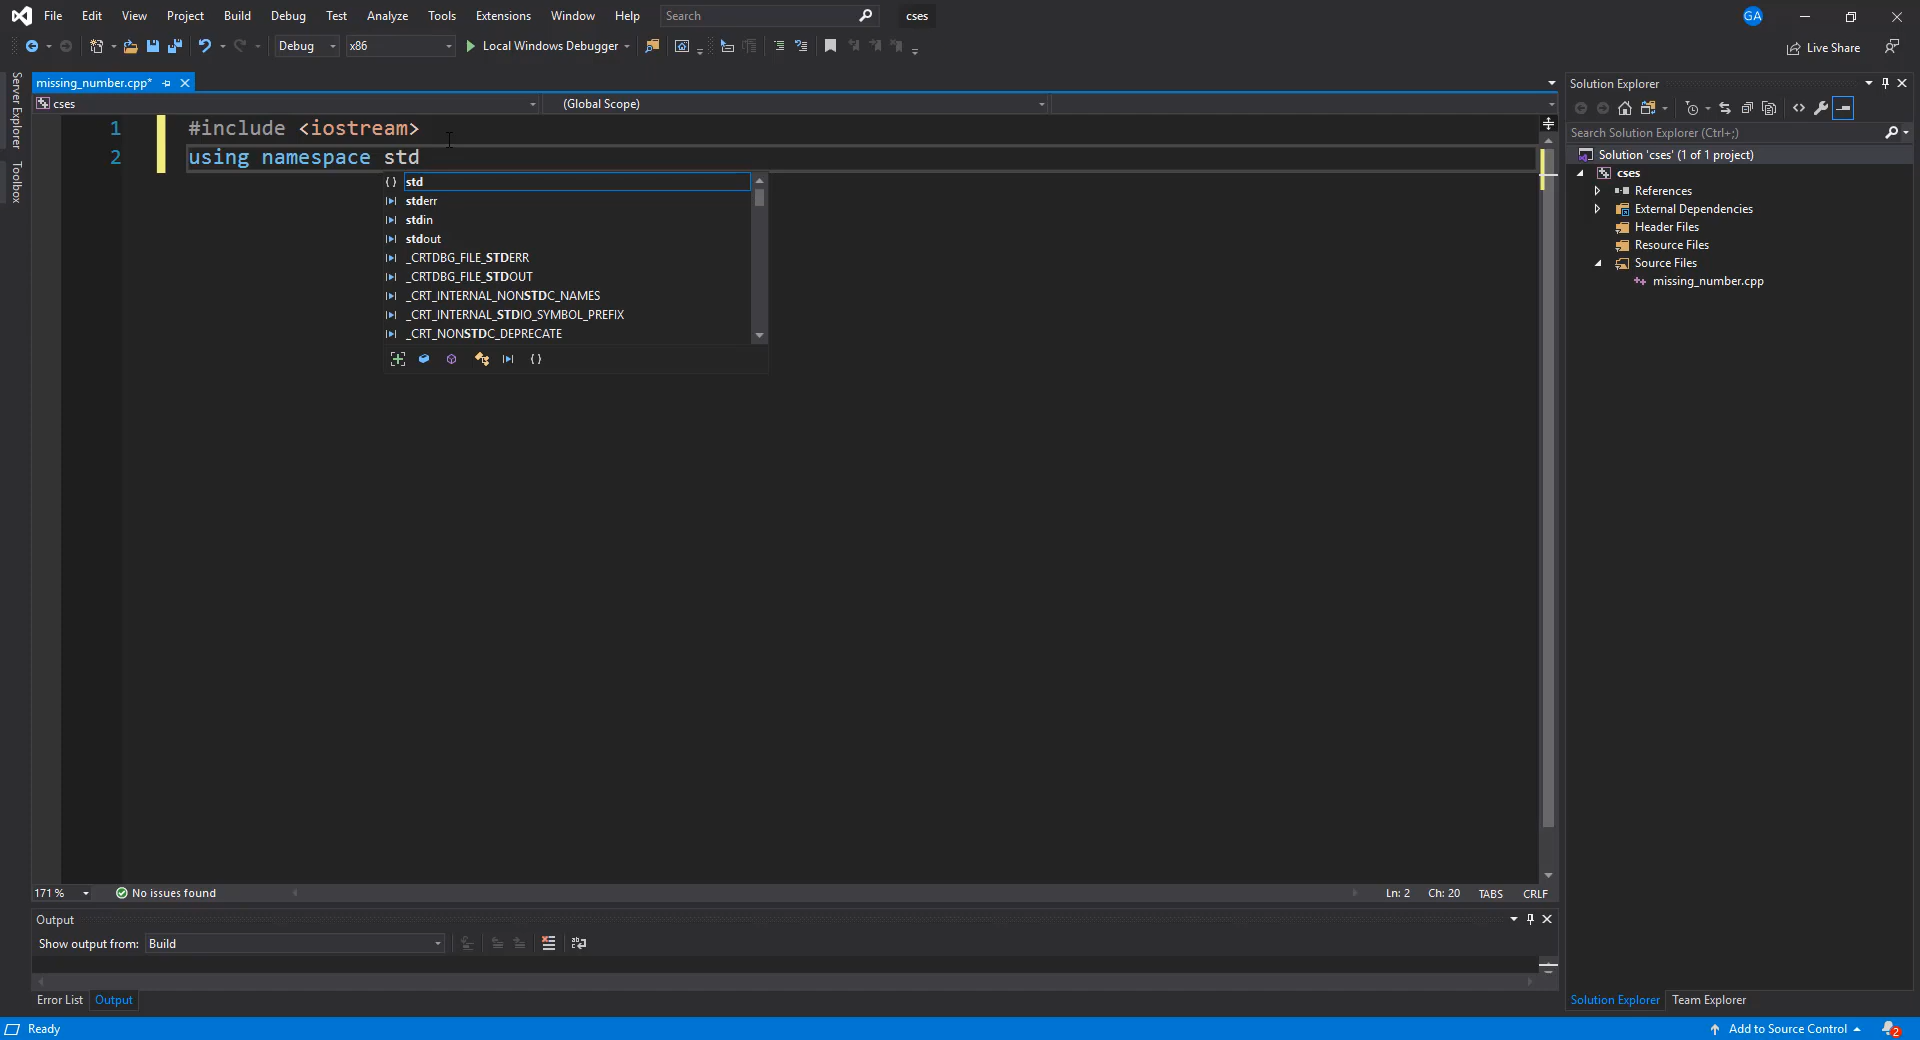 File Edit View Project Build Debug Test Analyze Tools Extensions Window Help Search cses GA
Debug x86 Local Windows Debugger Live Share
missing_number.cpp*
cses (Global Scope)
1 #include <iostream>
2 using namespace std
std
stderr
stdin
stdout
_CRTDBG_FILE_STDERR
_CRTDBG_FILE_STDOUT
_CRT_INTERNAL_NONSTDC_NAMES
_CRT_INTERNAL_STDIO_SYMBOL_PREFIX
_CRT_NONSTDC_DEPRECATE
Server Explorer
Toolbox
171 % No issues found Ln: 2 Ch: 20 TABS CRLF
Output
Show output from: Build
Error List Output
Solution Explorer
Search Solution Explorer (Ctrl+;)
Solution 'cses' (1 of 1 project)
cses
References
External Dependencies
Header Files
Resource Files
Source Files
missing_number.cpp
Solution Explorer Team Explorer
Ready Add to Source Control 2